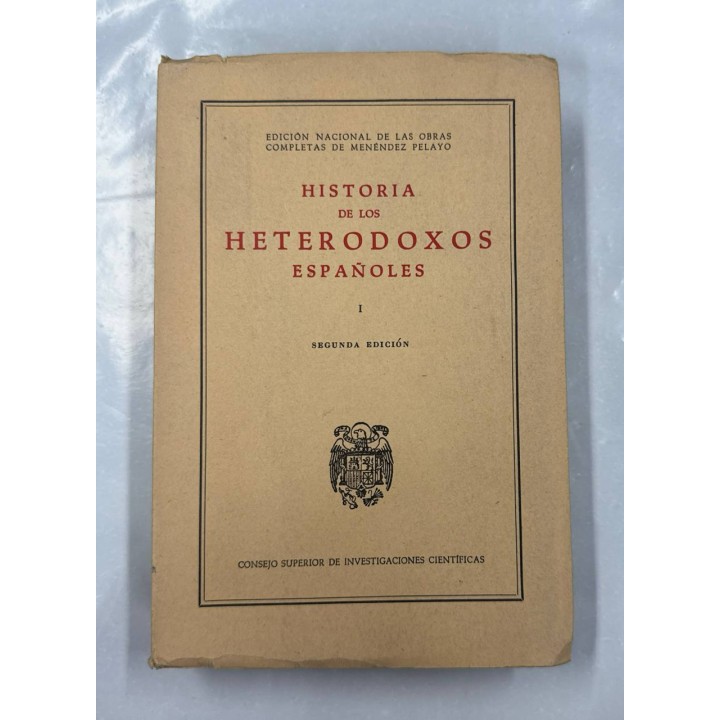 EDICIÓN NACIONAL DE LAS OBRAS
COMPLETAS DE MENÉNDEZ PELAYO
HISTORIA
DE LOS
HETERODOXOS
ESPAÑOLES
I
SEGUNDA EDICIÓN
CONSEJO SUPERIOR DE INVESTIGACIONES CIENTÍFICAS